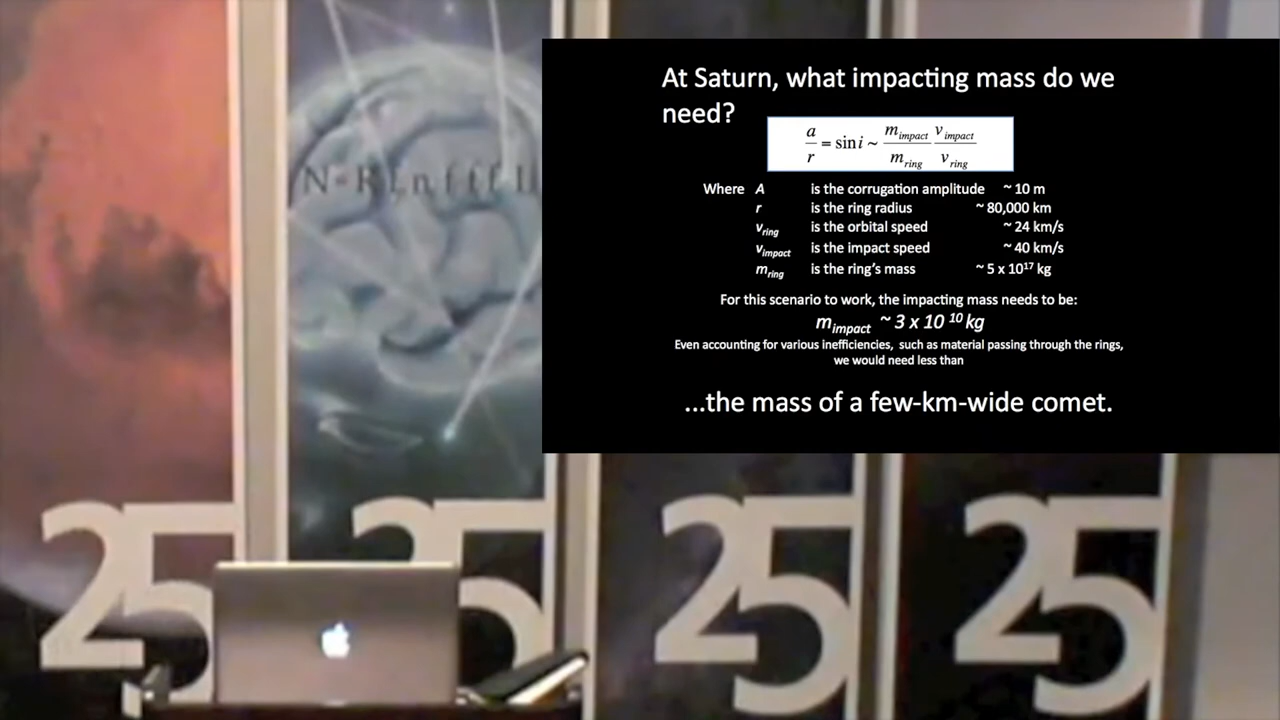 At Saturn, what impacting mass do we
need?
a/r = sin i ~ m_impact/m_ring v_impact/v_ring
Where A is the corrugation amplitude ~ 10 m
r is the ring radius ~ 80,000 km
v_ring is the orbital speed ~ 24 km/s
v_impact is the impact speed ~ 40 km/s
m_ring is the ring's mass ~ 5 x 10¹⁷ kg
For this scenario to work, the impacting mass needs to be:
m_impact ~ 3 x 10¹⁰ kg
Even accounting for various inefficiencies, such as material passing through the rings,
we would need less than
...the mass of a few-km-wide comet.
25 25 25 25